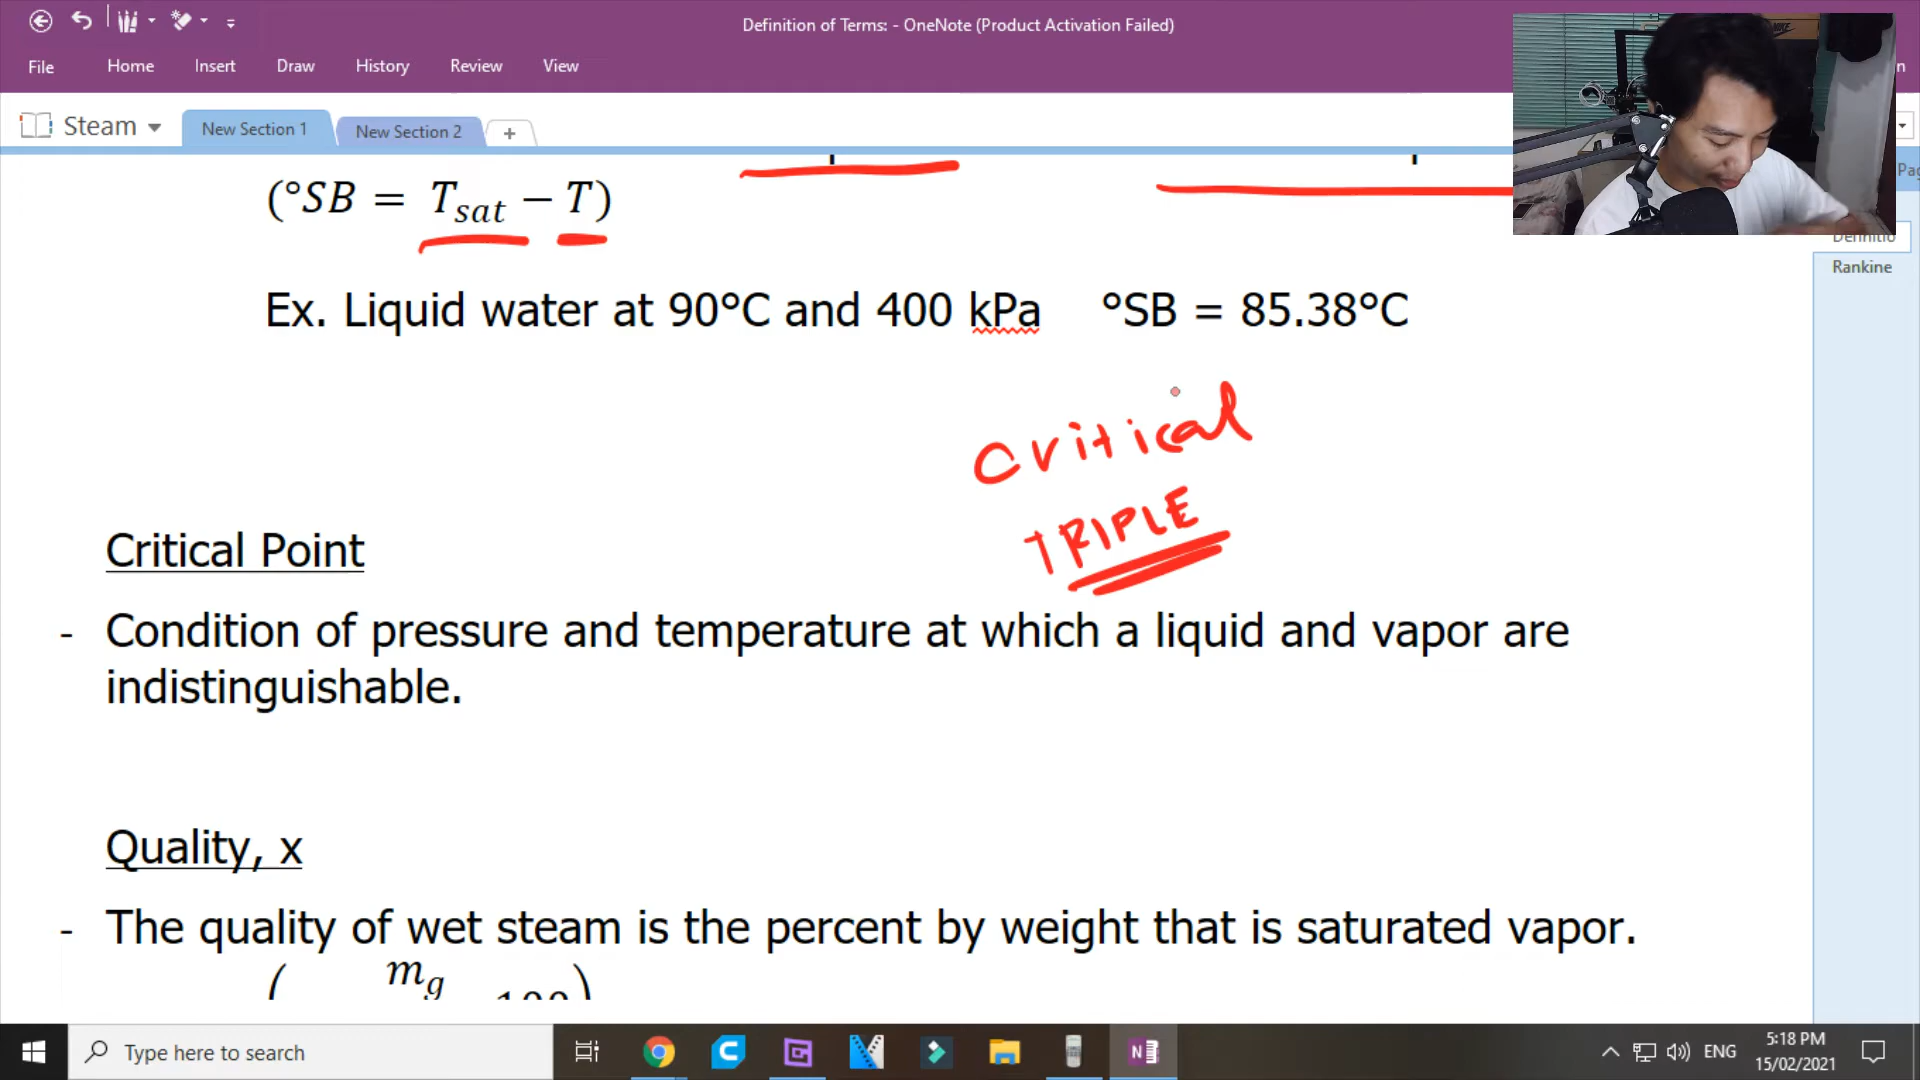 Definition of Terms: - OneNote (Product Activation Failed)
File Home Insert Draw History Review View
Steam New Section 1 New Section 2 +
(°SB = Tsat − T)
Ex. Liquid water at 90°C and 400 kPa °SB = 85.38°C
critical
TRIPLE
Critical Point
- Condition of pressure and temperature at which a liquid and vapor are
indistinguishable.
Quality, x
- The quality of wet steam is the percent by weight that is saturated vapor.
mg
Rankine
Type here to search
ENG
5:18 PM
15/02/2021